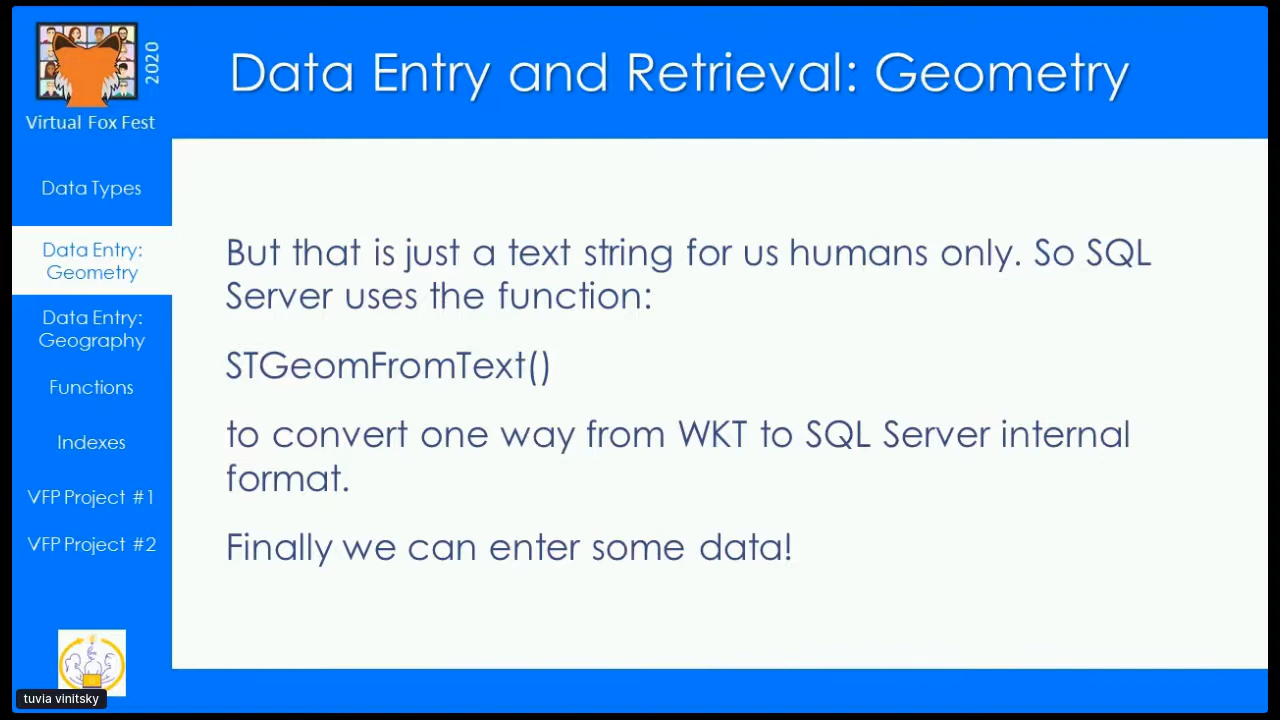 2020
Virtual Fox Fest
Data Entry and Retrieval: Geometry
Data Types
Data Entry:
Geometry
Data Entry:
Geography
Functions
Indexes
VFP Project #1
VFP Project #2
But that is just a text string for us humans only. So SQL
Server uses the function:
STGeomFromText()
to convert one way from WKT to SQL Server internal
format.
Finally we can enter some data!
tuvia vinitsky